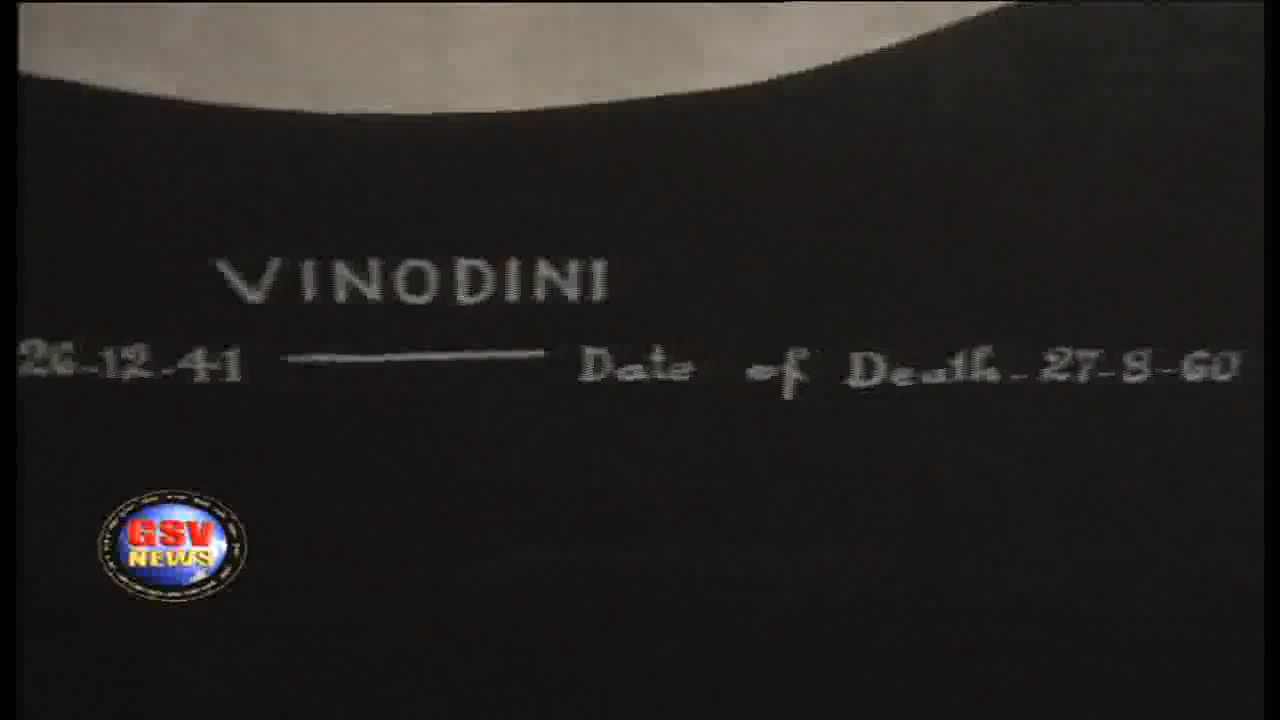 VINODINI
26-12-41 — Date of Death - 27-8-60
GSV
NEWS